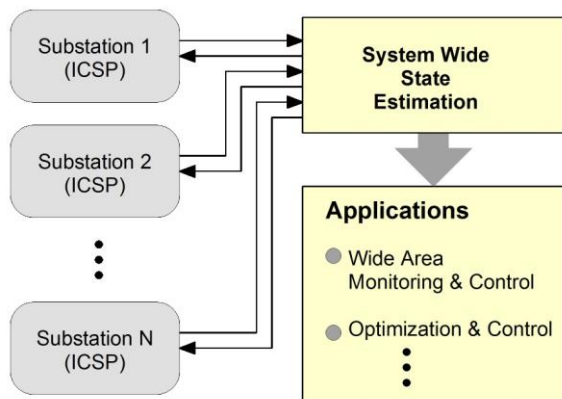 Substation 1
(ICSP)
Substation 2
(ICSP)
Substation N
(ICSP)
System Wide
State
Estimation
Applications
Wide Area
Monitoring & Control
Optimization & Control